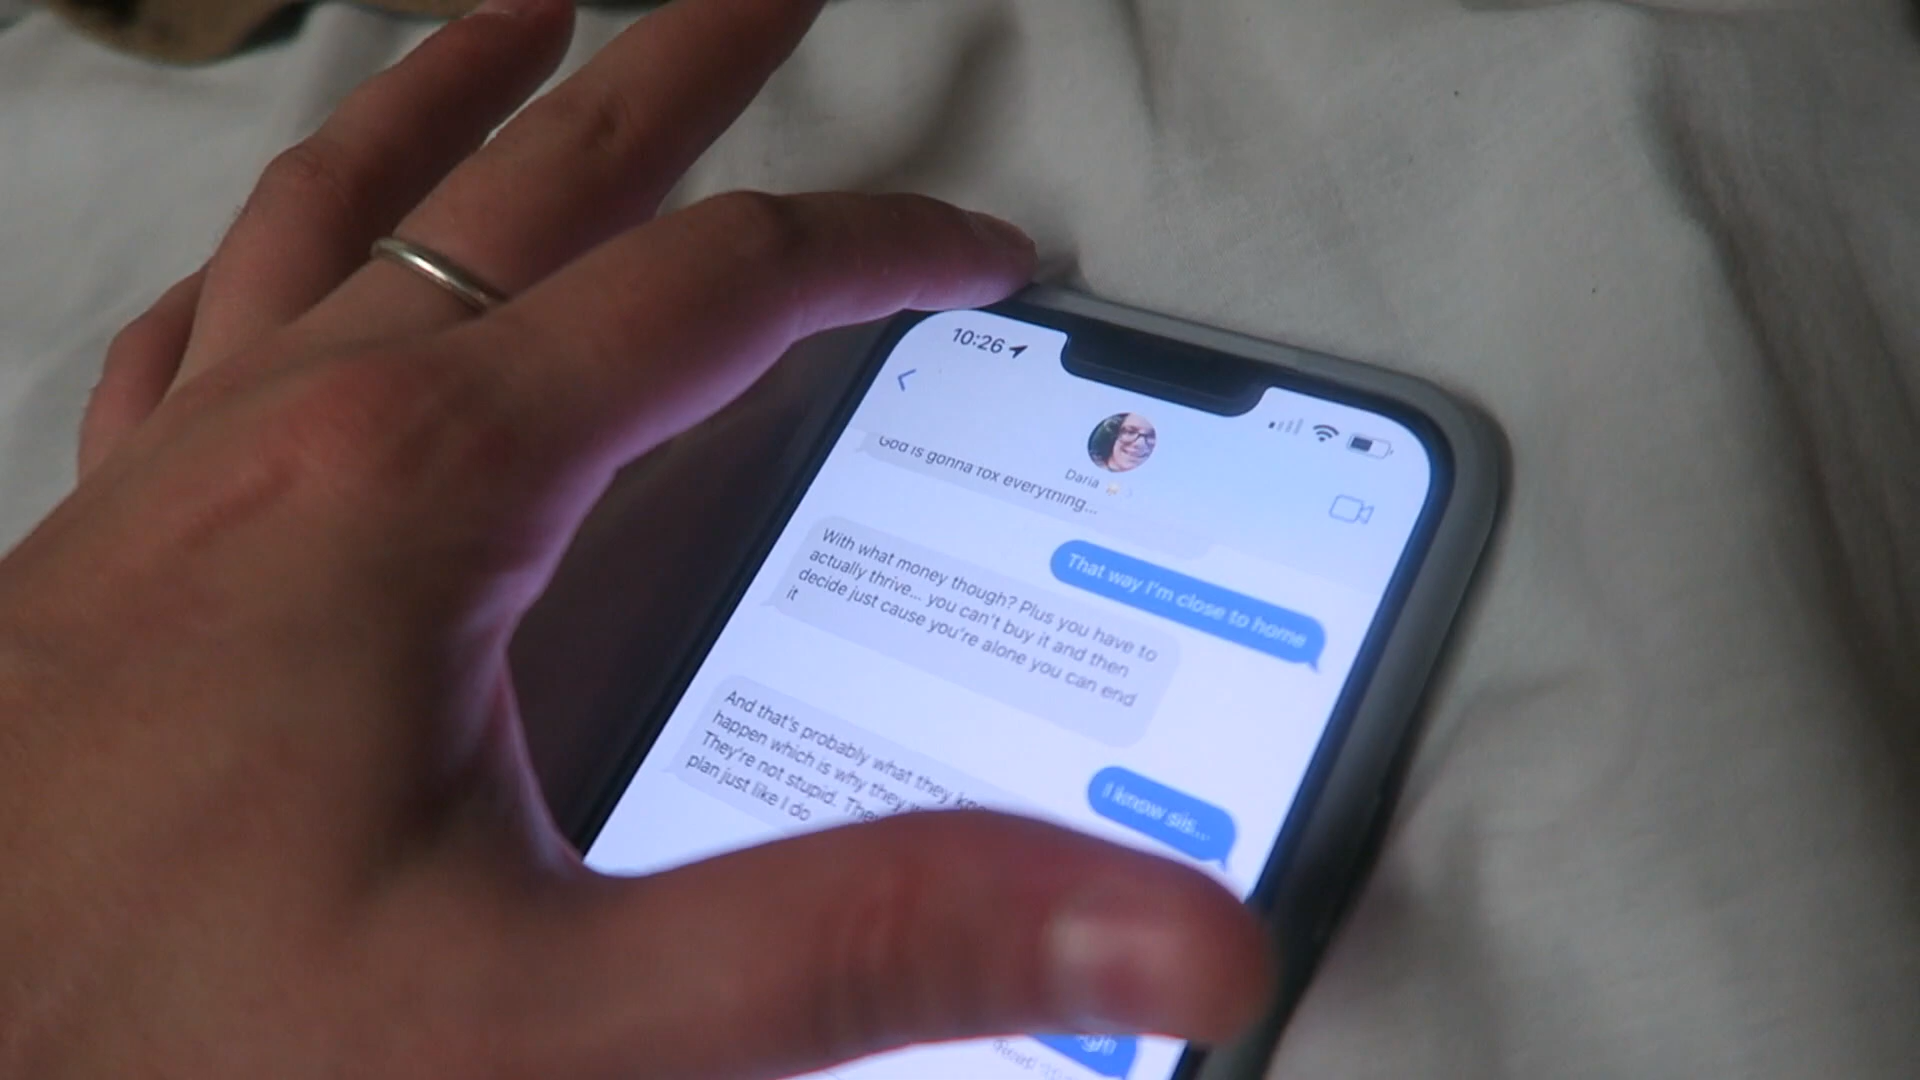 10:26
Daria
God is gonna fox everything...
That way I'm close to home
With what money though? Plus you have to
actually thrive... you can't buy it and then
decide just cause you're alone you can end
it
I know sis...
And that's probably what they
happen which is why they
They're not stupid.
plan just like I do